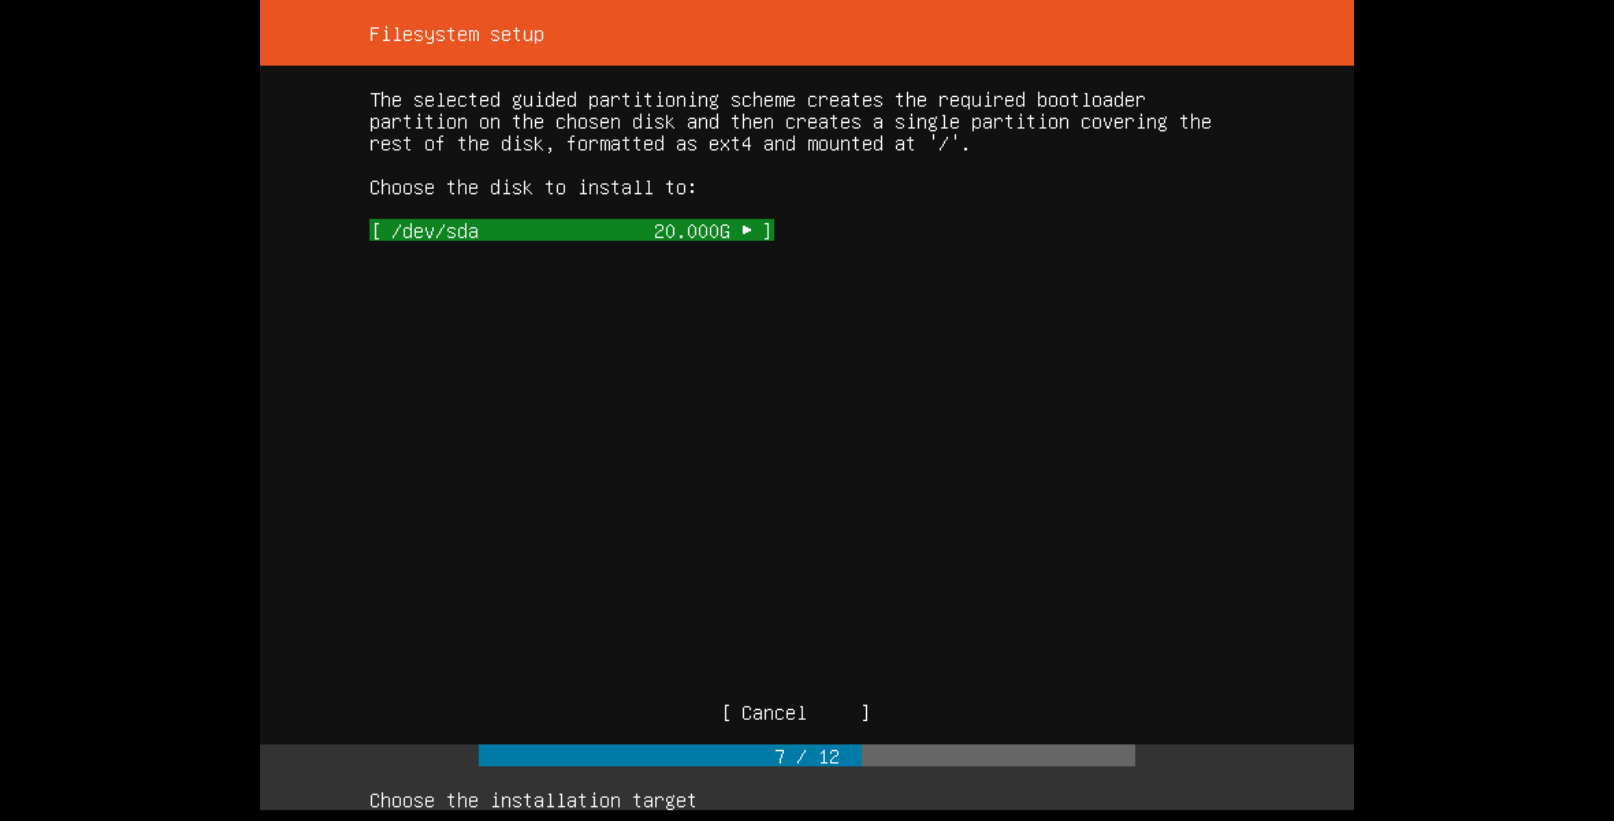 Filesystem setup
The selected guided partitioning scheme creates the required bootloader
partition on the chosen disk and then creates a single partition covering the
rest of the disk, formatted as ext4 and mounted at '/'.
Choose the disk to install to:
[ /dev/sda 20.000G ► ]
[ Cancel ]
7 / 12
Choose the installation target